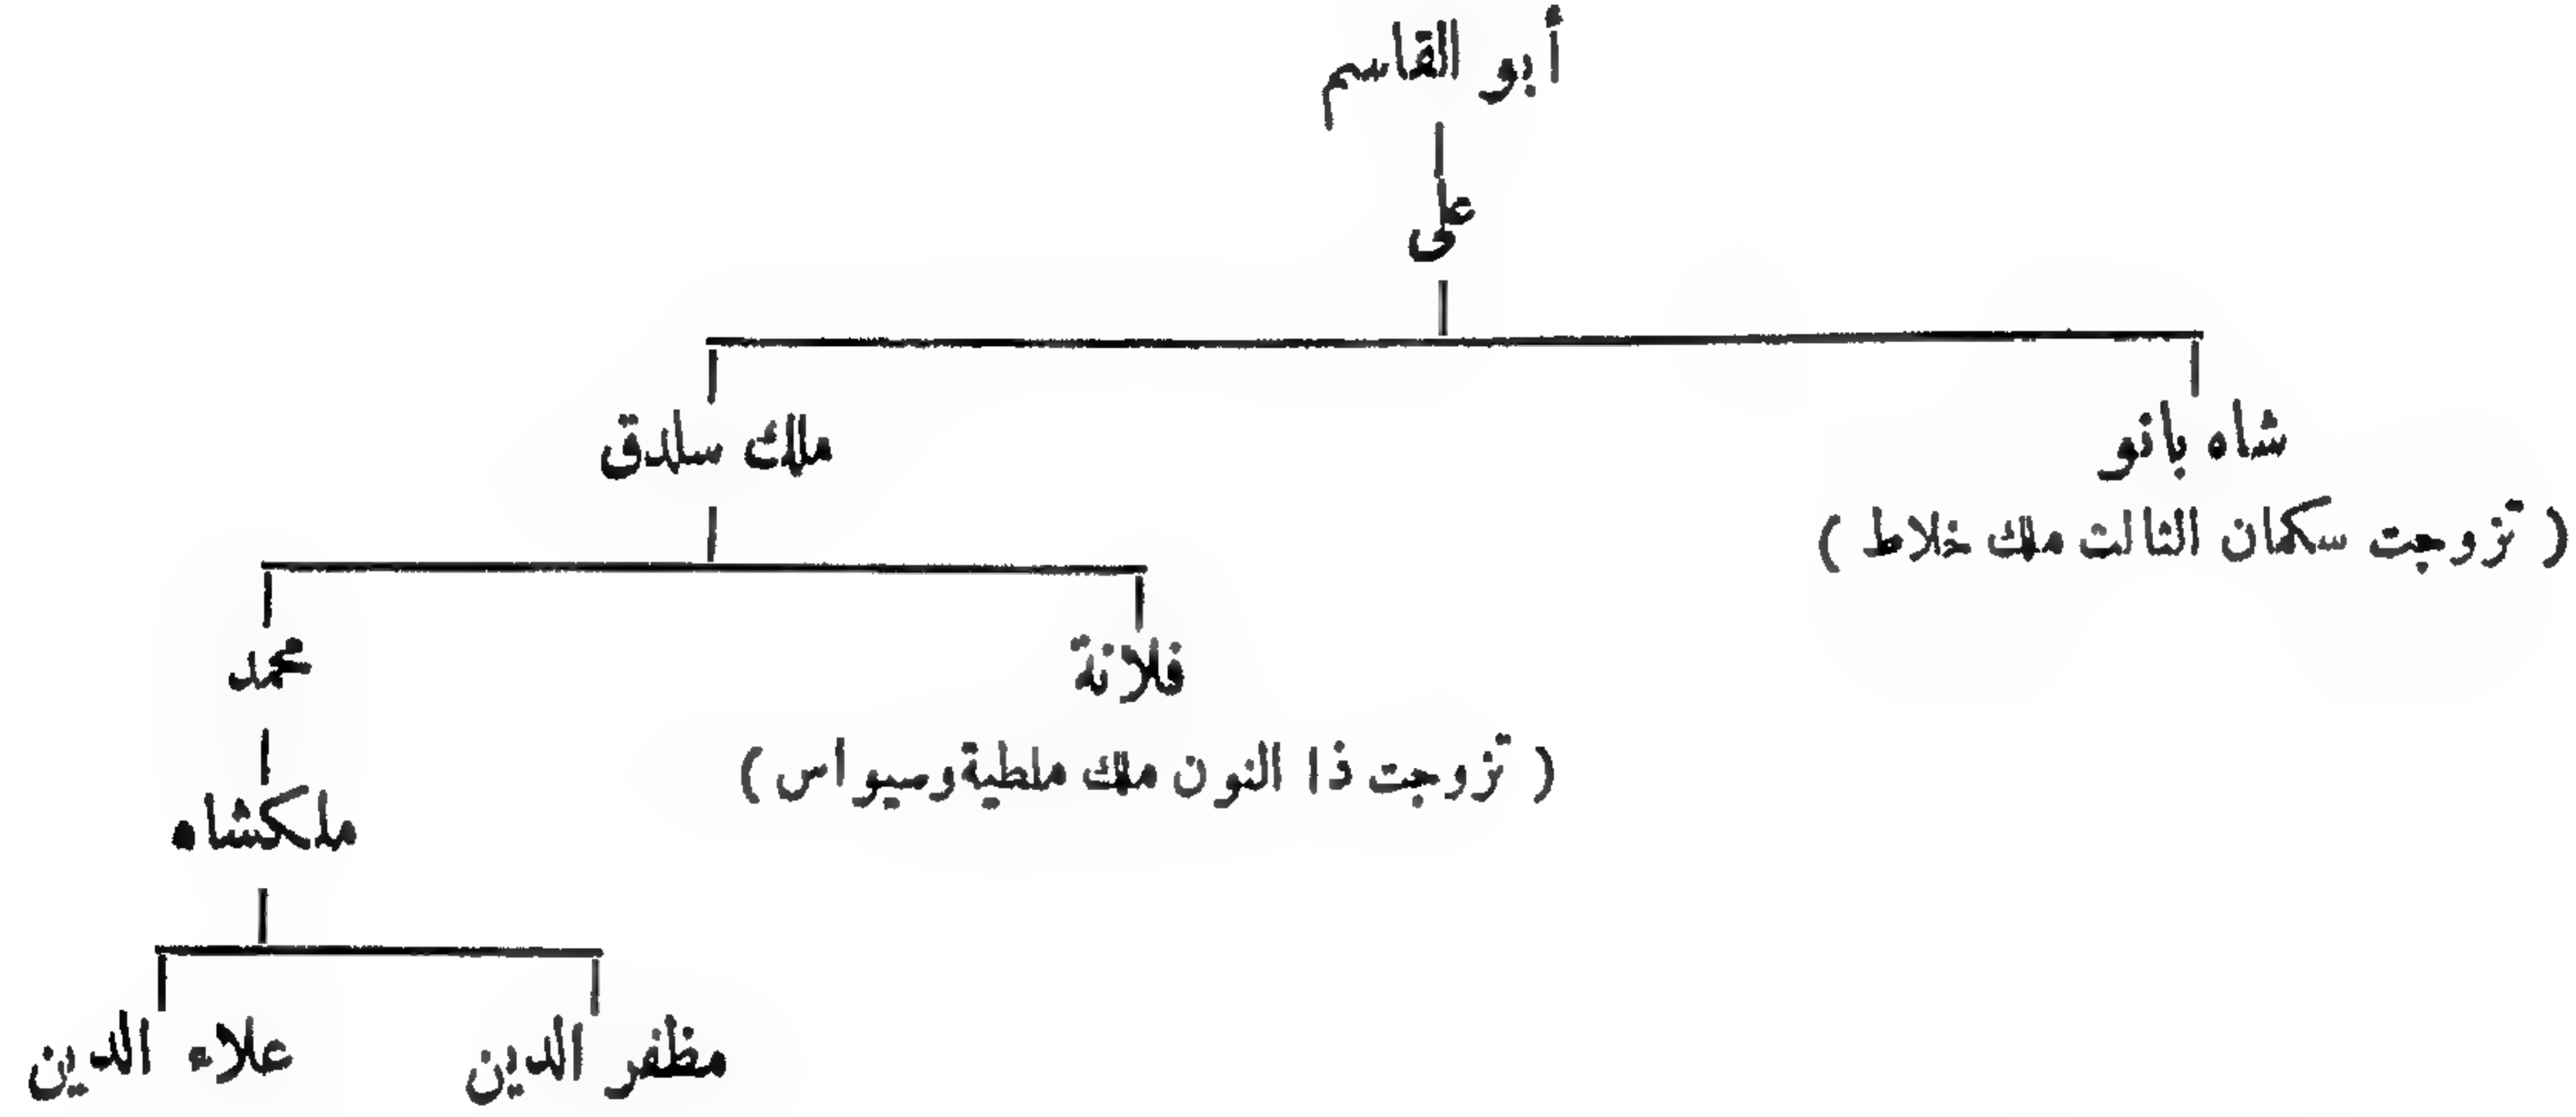 أبو القاسم
على
شاه بانو
ملك سلدق
( تزوجت سكمان الثالث ملك خلاط )
فلانة
محمد
( تزوجت ذا النون ملك ملطية وسيواس )
ملكشاه
مظفر الدين
علاء الدين